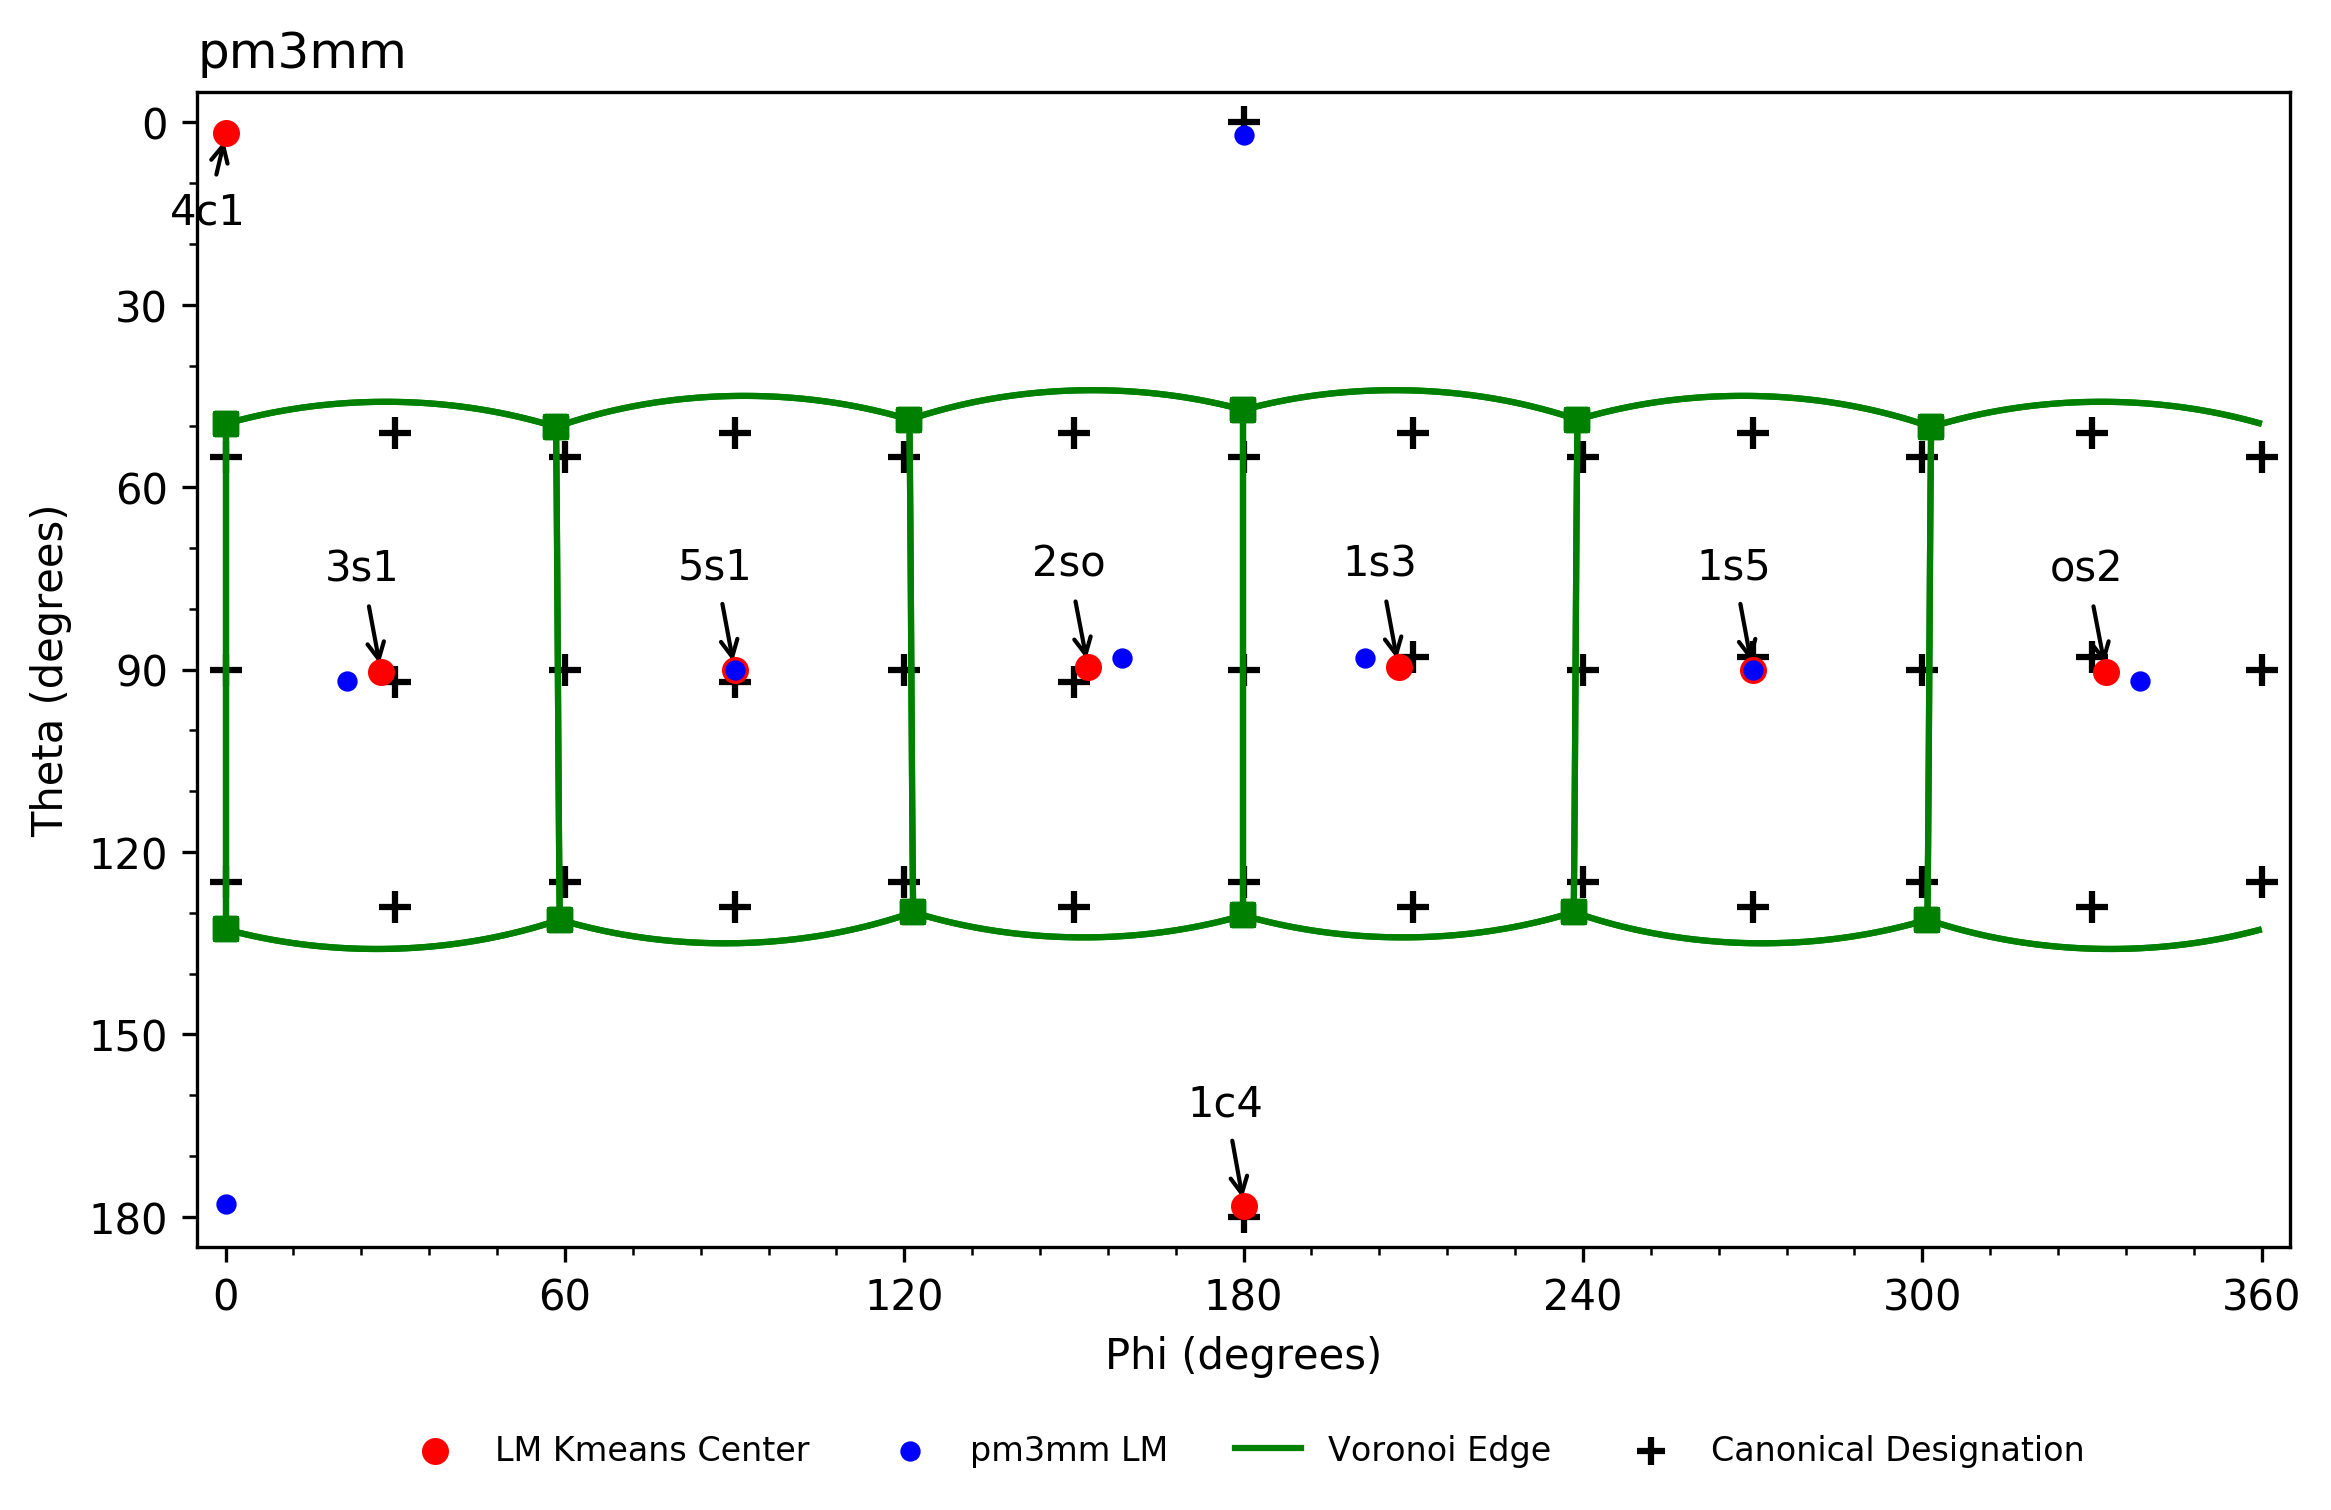 pm3mm
0
4c1
30
60
3s1
5s1
2so
1s3
1s5
os2
90
120
150
1c4
180
Theta (degrees)
0 60 120 180 240 300 360
Phi (degrees)
LM Kmeans Center pm3mm LM Voronoi Edge Canonical Designation